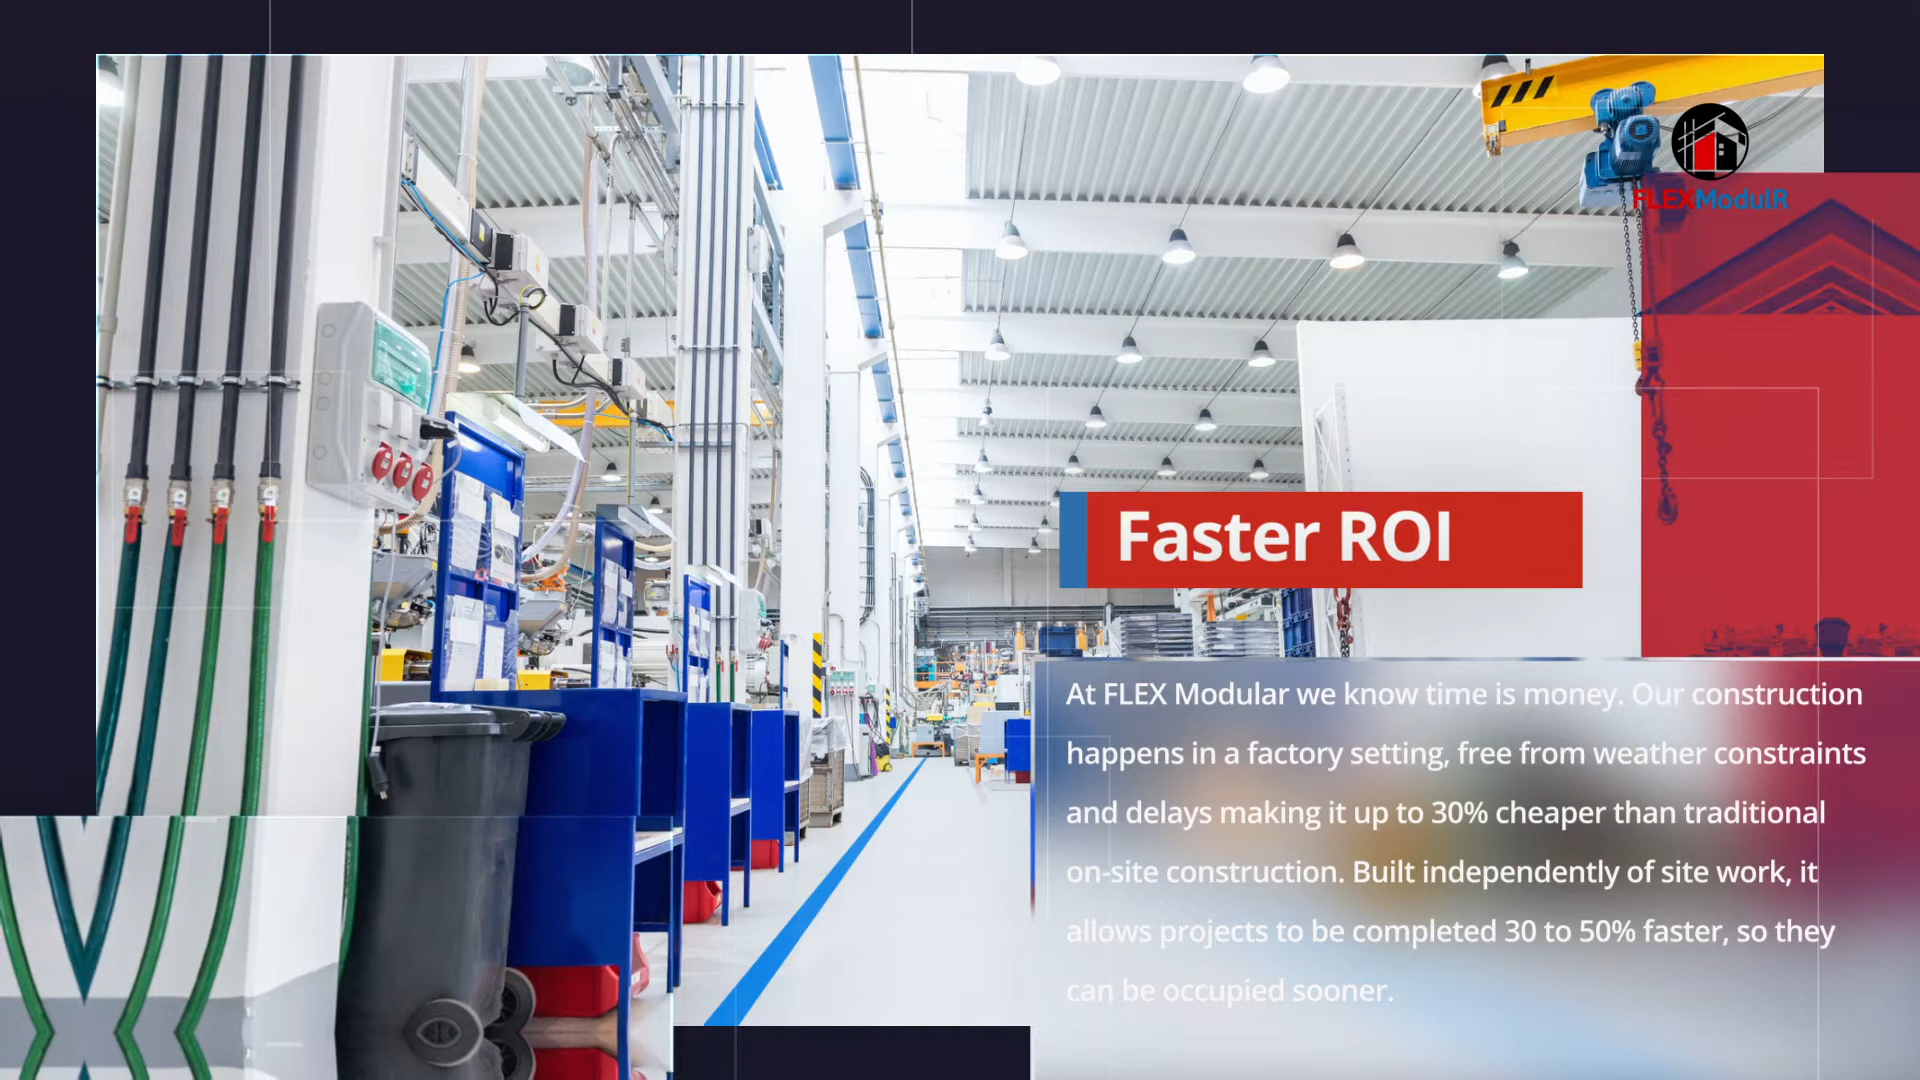 FLEXModulR
Faster ROI
At FLEX Modular we know time is money. Our construction
happens in a factory setting, free from weather constraints
and delays making it up to 30% cheaper than traditional
on-site construction. Built independently of site work, it
allows projects to be completed 30 to 50% faster, so they
can be occupied sooner.